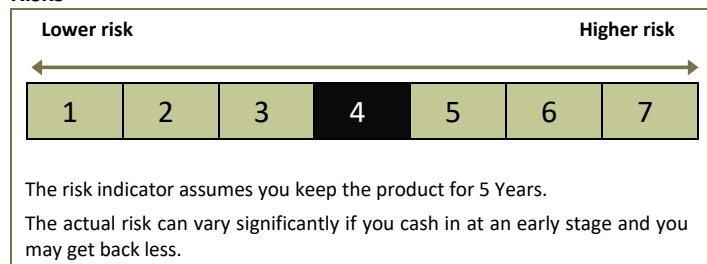 Lower risk Higher risk
1 2 3 4 5 6 7
The risk indicator assumes you keep the product for 5 Years.
The actual risk can vary significantly if you cash in at an early stage and you
may get back less.